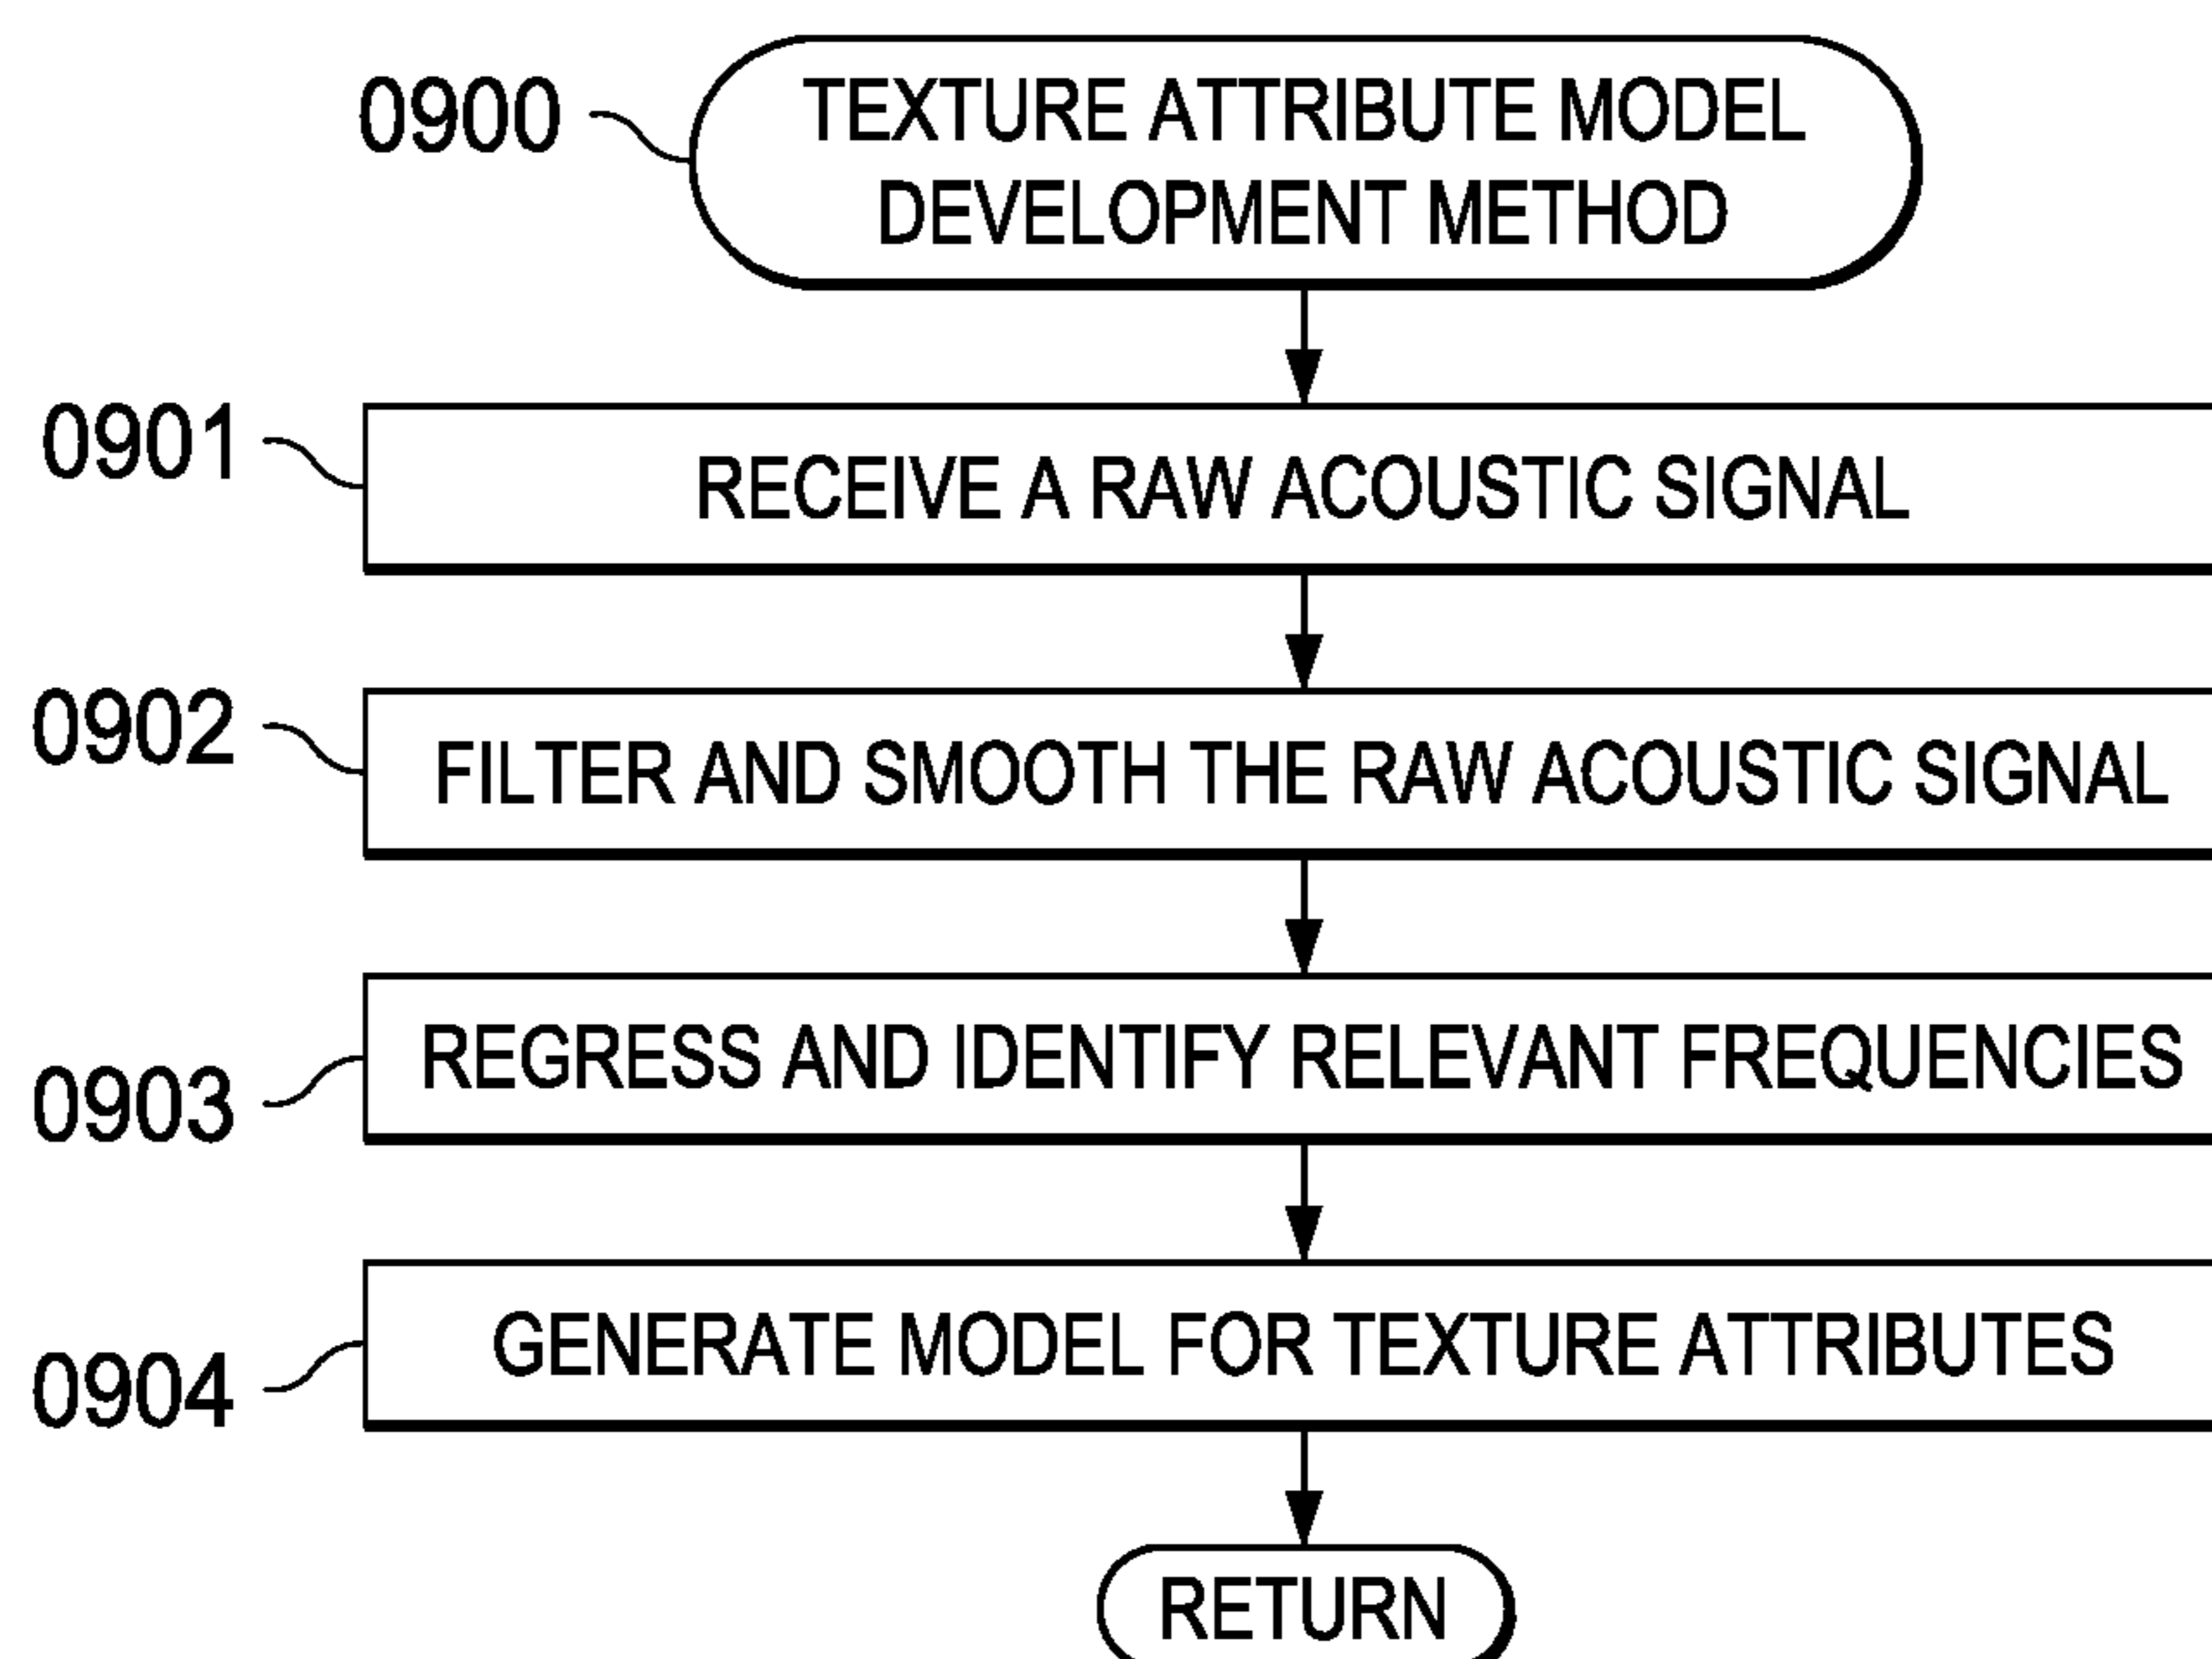 0900
TEXTURE ATTRIBUTE MODEL
DEVELOPMENT METHOD
0901
RECEIVE A RAW ACOUSTIC SIGNAL
0902
FILTER AND SMOOTH THE RAW ACOUSTIC SIGNAL
0903
REGRESS AND IDENTIFY RELEVANT FREQUENCIES
0904
GENERATE MODEL FOR TEXTURE ATTRIBUTES
RETURN